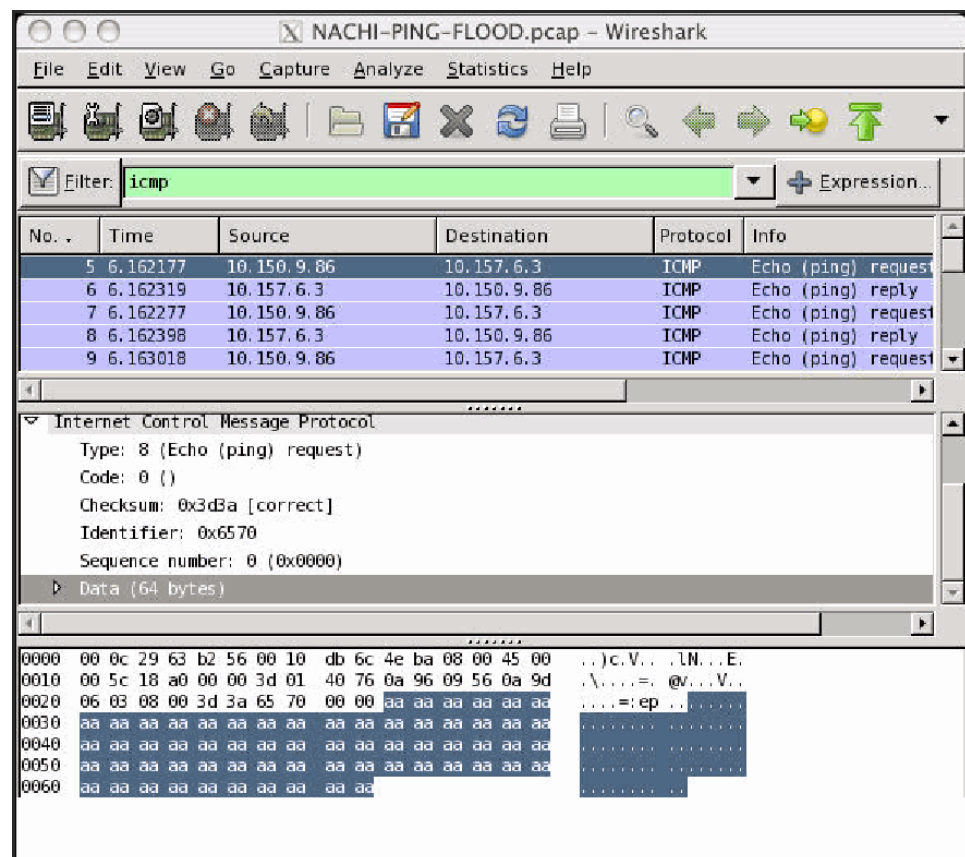 NACHI-PING-FLOOD.pcap - Wireshark
File Edit View Go Capture Analyze Statistics Help
Filter: icmp Expression...
No. . Time Source Destination Protocol Info
5 6.162177 10.150.9.86 10.157.6.3 ICMP Echo (ping) request
6 6.162319 10.157.6.3 10.150.9.86 ICMP Echo (ping) reply
7 6.162277 10.150.9.86 10.157.6.3 ICMP Echo (ping) request
8 6.162398 10.157.6.3 10.150.9.86 ICMP Echo (ping) reply
9 6.163018 10.150.9.86 10.157.6.3 ICMP Echo (ping) request
Internet Control Message Protocol
Type: 8 (Echo (ping) request)
Code: 0 ()
Checksum: 0x3d3a [correct]
Identifier: 0x6570
Sequence number: 0 (0x0000)
Data (64 bytes)
0000 00 0c 29 63 b2 56 00 10 db 6c 4e ba 08 00 45 00 ..)c.V.. .lN...E.
0010 00 5c 18 a0 00 00 3d 01 40 76 0a 96 09 56 0a 9d .\....=. @v...V..
0020 06 03 08 00 3d 3a 65 70 00 00 aa aa aa aa aa aa ....=:ep ........
0030 aa aa aa aa aa aa aa aa aa aa aa aa aa aa aa aa ........ ........
0040 aa aa aa aa aa aa aa aa aa aa aa aa aa aa aa aa ........ ........
0050 aa aa aa aa aa aa aa aa aa aa aa aa aa aa aa aa ........ ........
0060 aa aa aa aa aa aa aa aa aa aa ........ ..